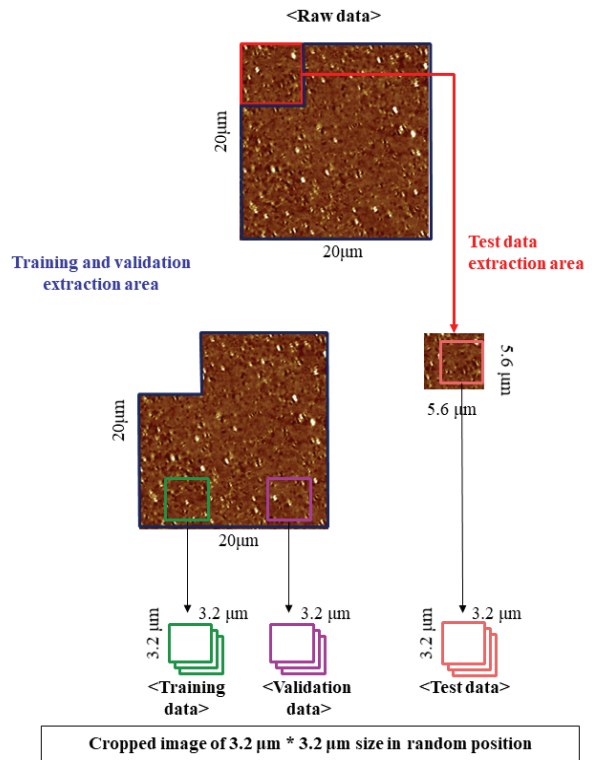 <Raw data>
20µm
20µm
Training and validation
extraction area
Test data
extraction area
5.6 µm
5.6 µm
20µm
20µm
3.2 µm
3.2 µm
3.2 µm
3.2 µm
3.2 µm
<Training
data>
<Validation
data>
<Test data>
Cropped image of 3.2 µm * 3.2 µm size in random position